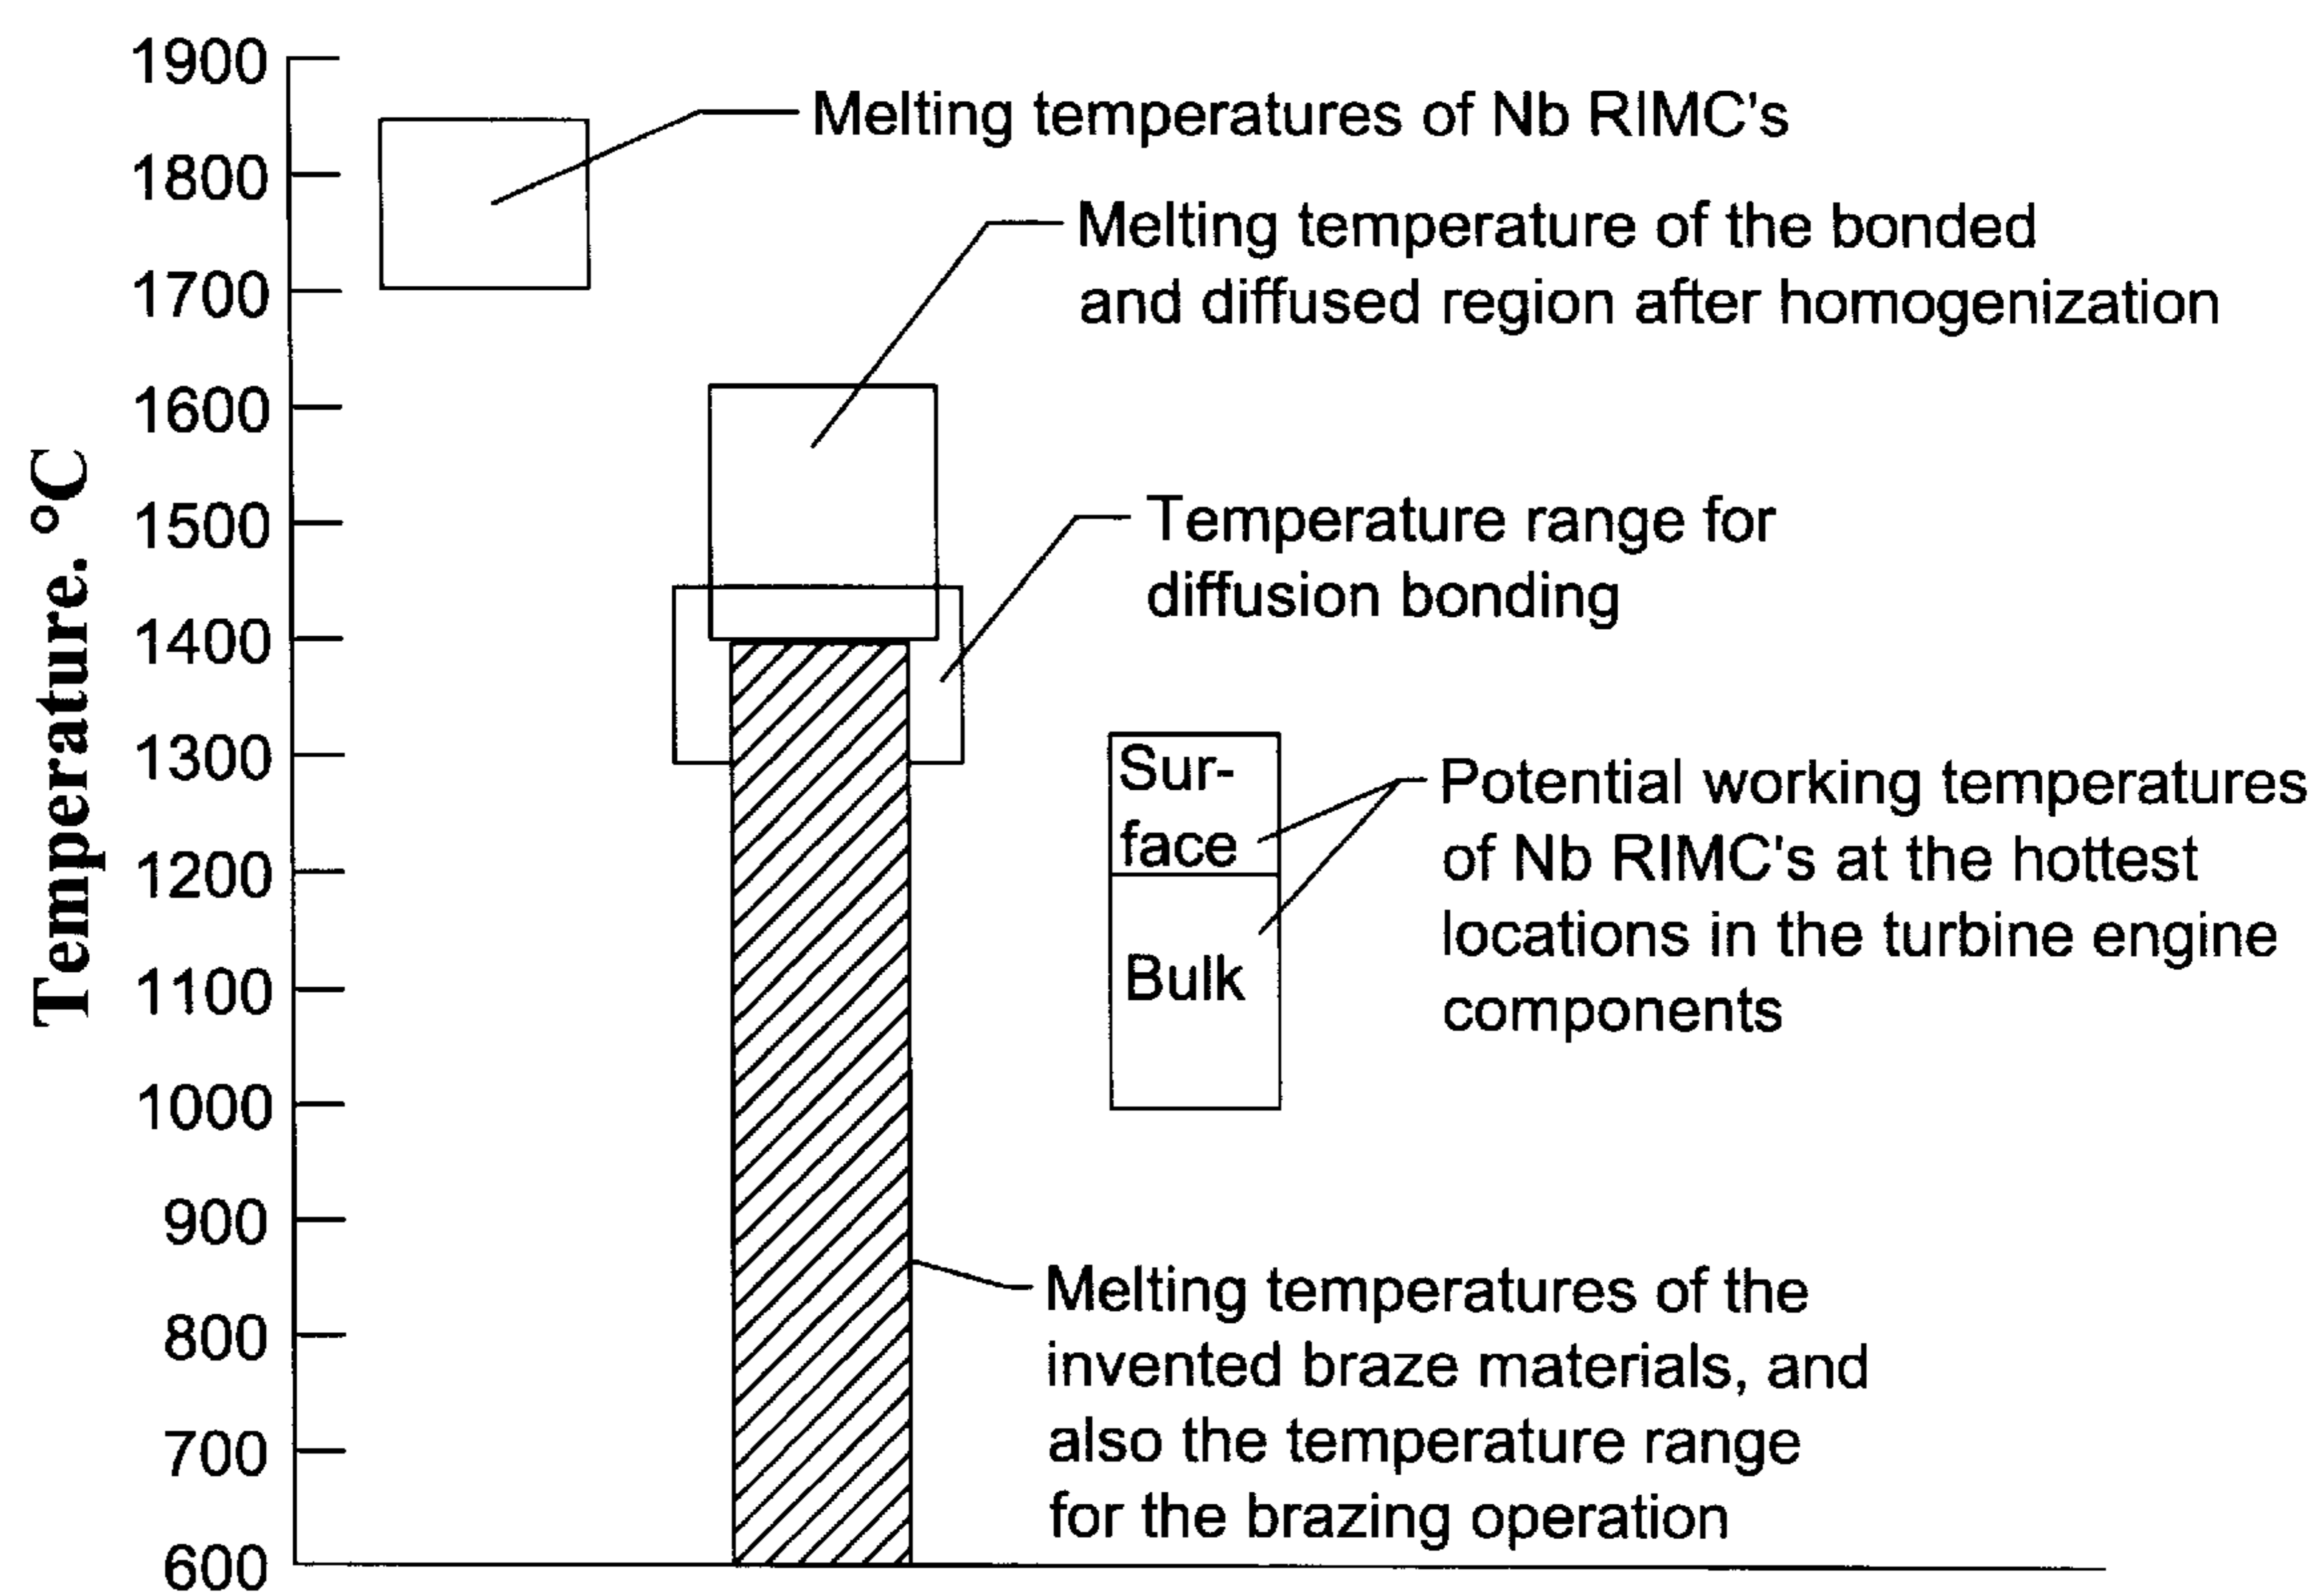 1900
1800
1700
1600
1500
1400
1300
1200
1100
1000
900
800
700
600
Temperature. °C
Melting temperatures of Nb RIMC's
Melting temperature of the bonded
and diffused region after homogenization
Temperature range for
diffusion bonding
Sur-
face
Bulk
Potential working temperatures
of Nb RIMC's at the hottest
locations in the turbine engine
components
Melting temperatures of the
invented braze materials, and
also the temperature range
for the brazing operation